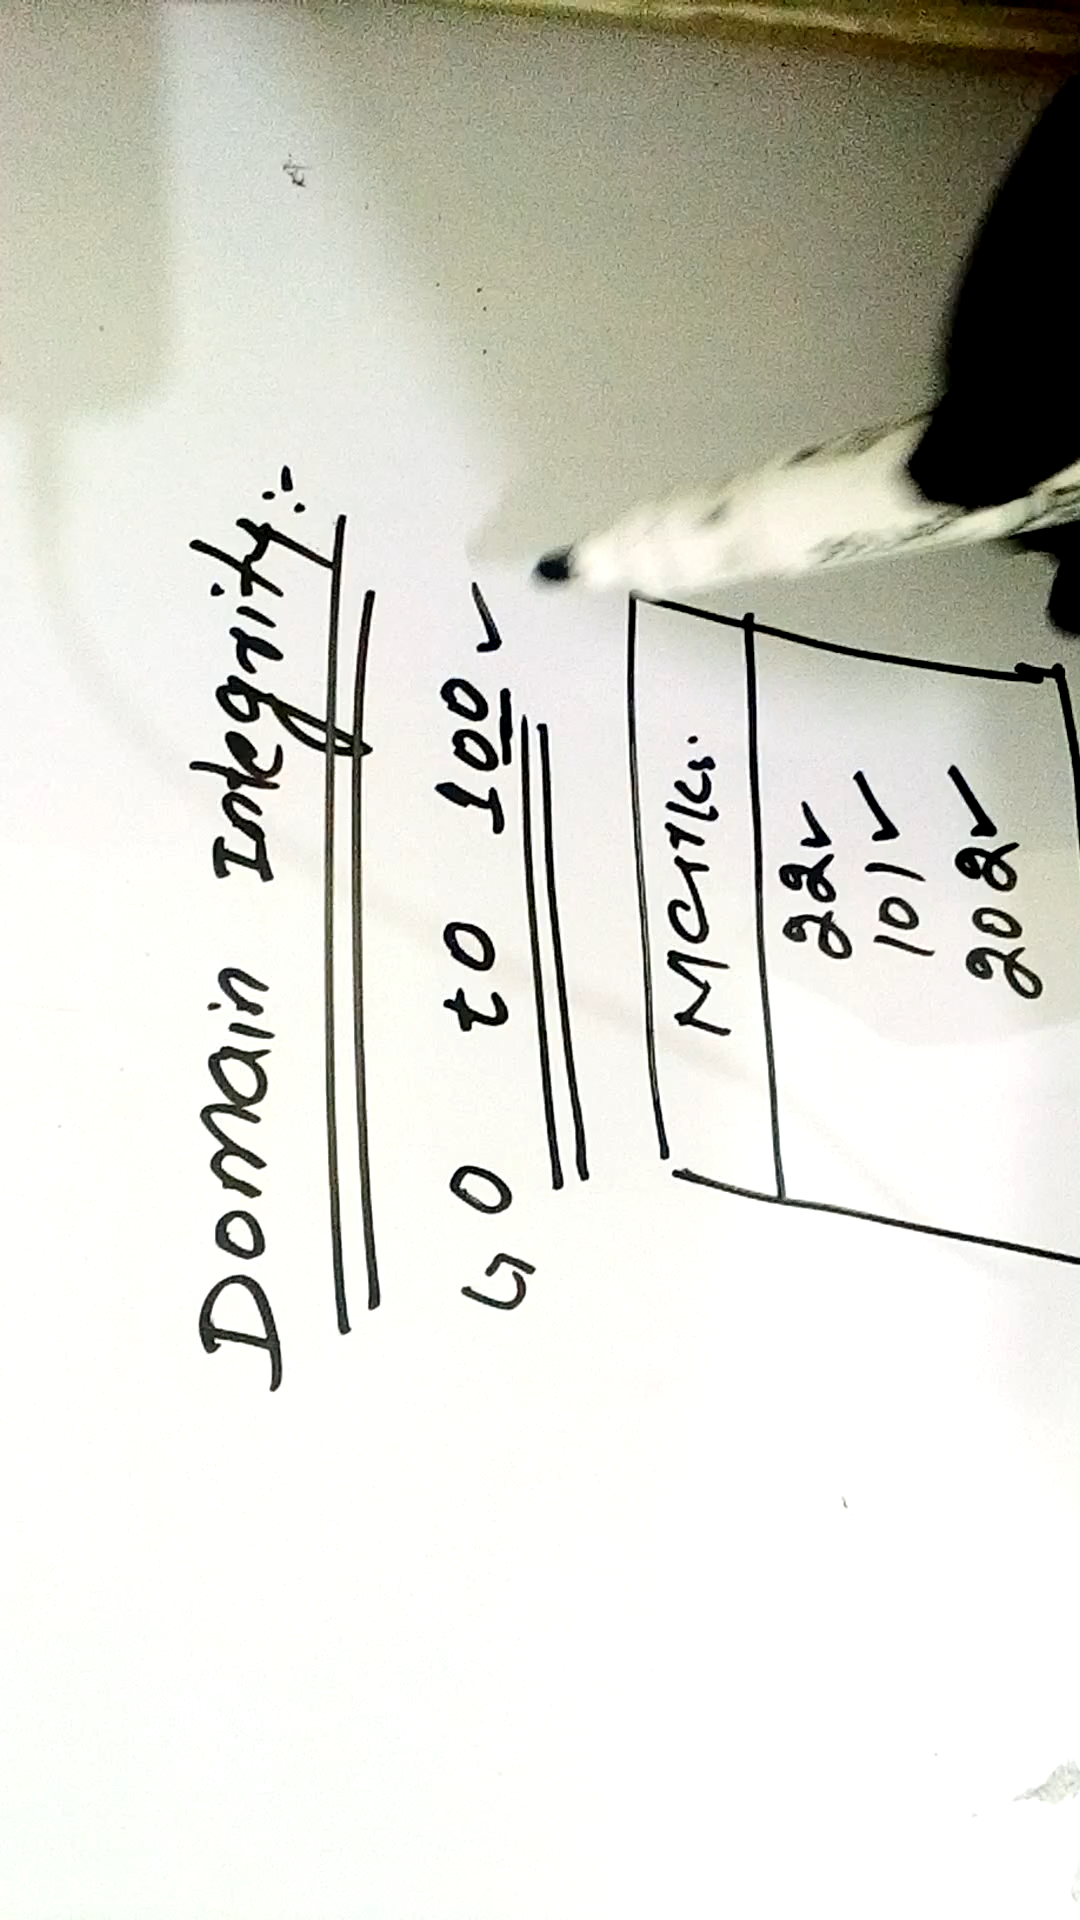 Domain Integrity:-
↳ 0 to 100 ✓
Marks.
22 ✓
101 ✓
202 ✓